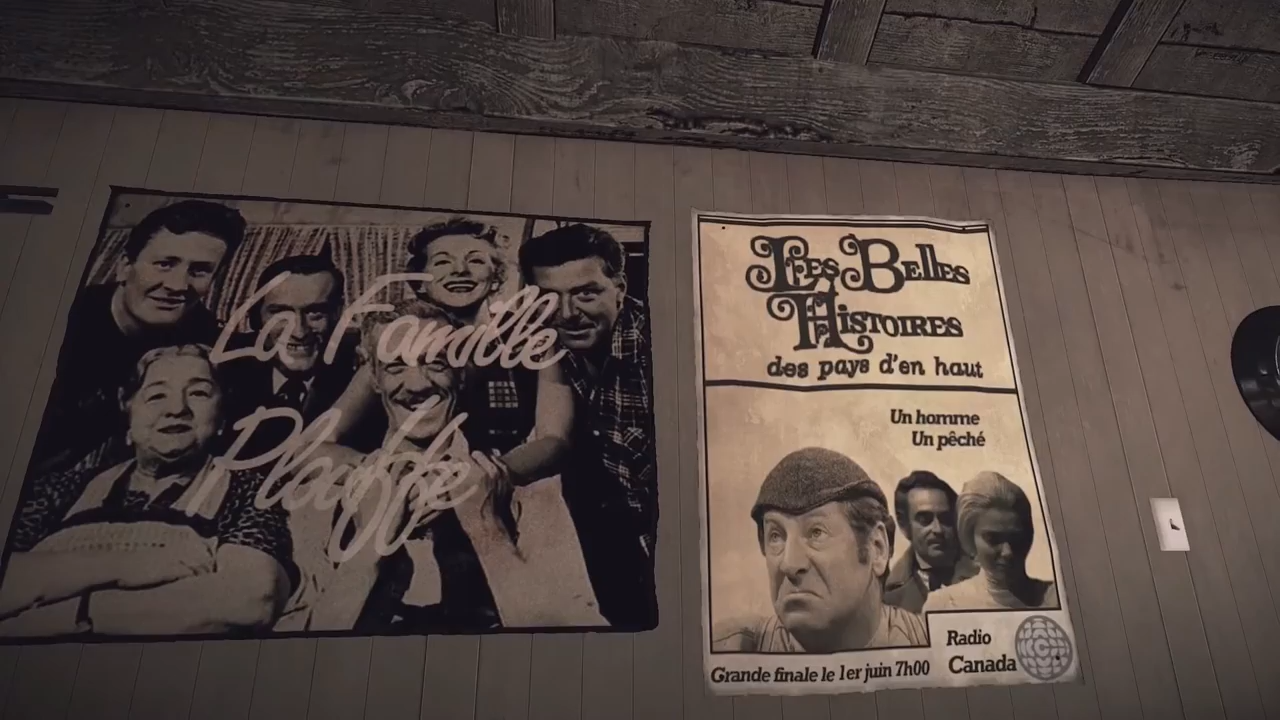 La Famille
Plouffe
Les Belles
Histoires
des pays d'en haut
Un homme
Un pêché
Radio
Canada
Grande finale le 1er juin 7h00